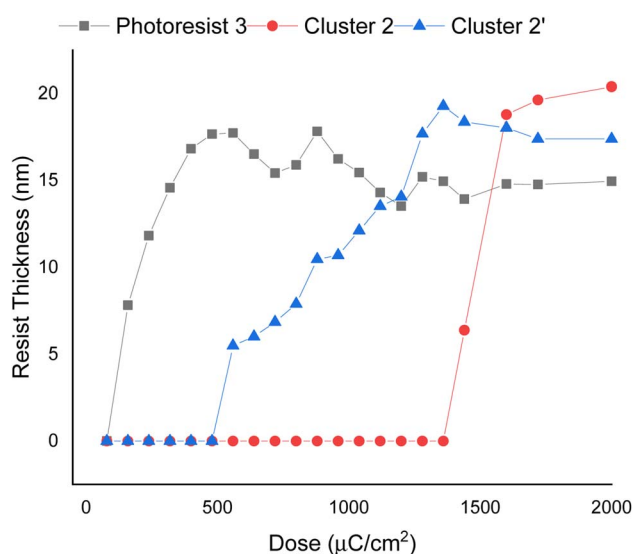 Photoresist 3 Cluster 2 Cluster 2'
20
15
10
5
0
Resist Thickness (nm)
0 500 1000 1500 2000
Dose (μC/cm²)